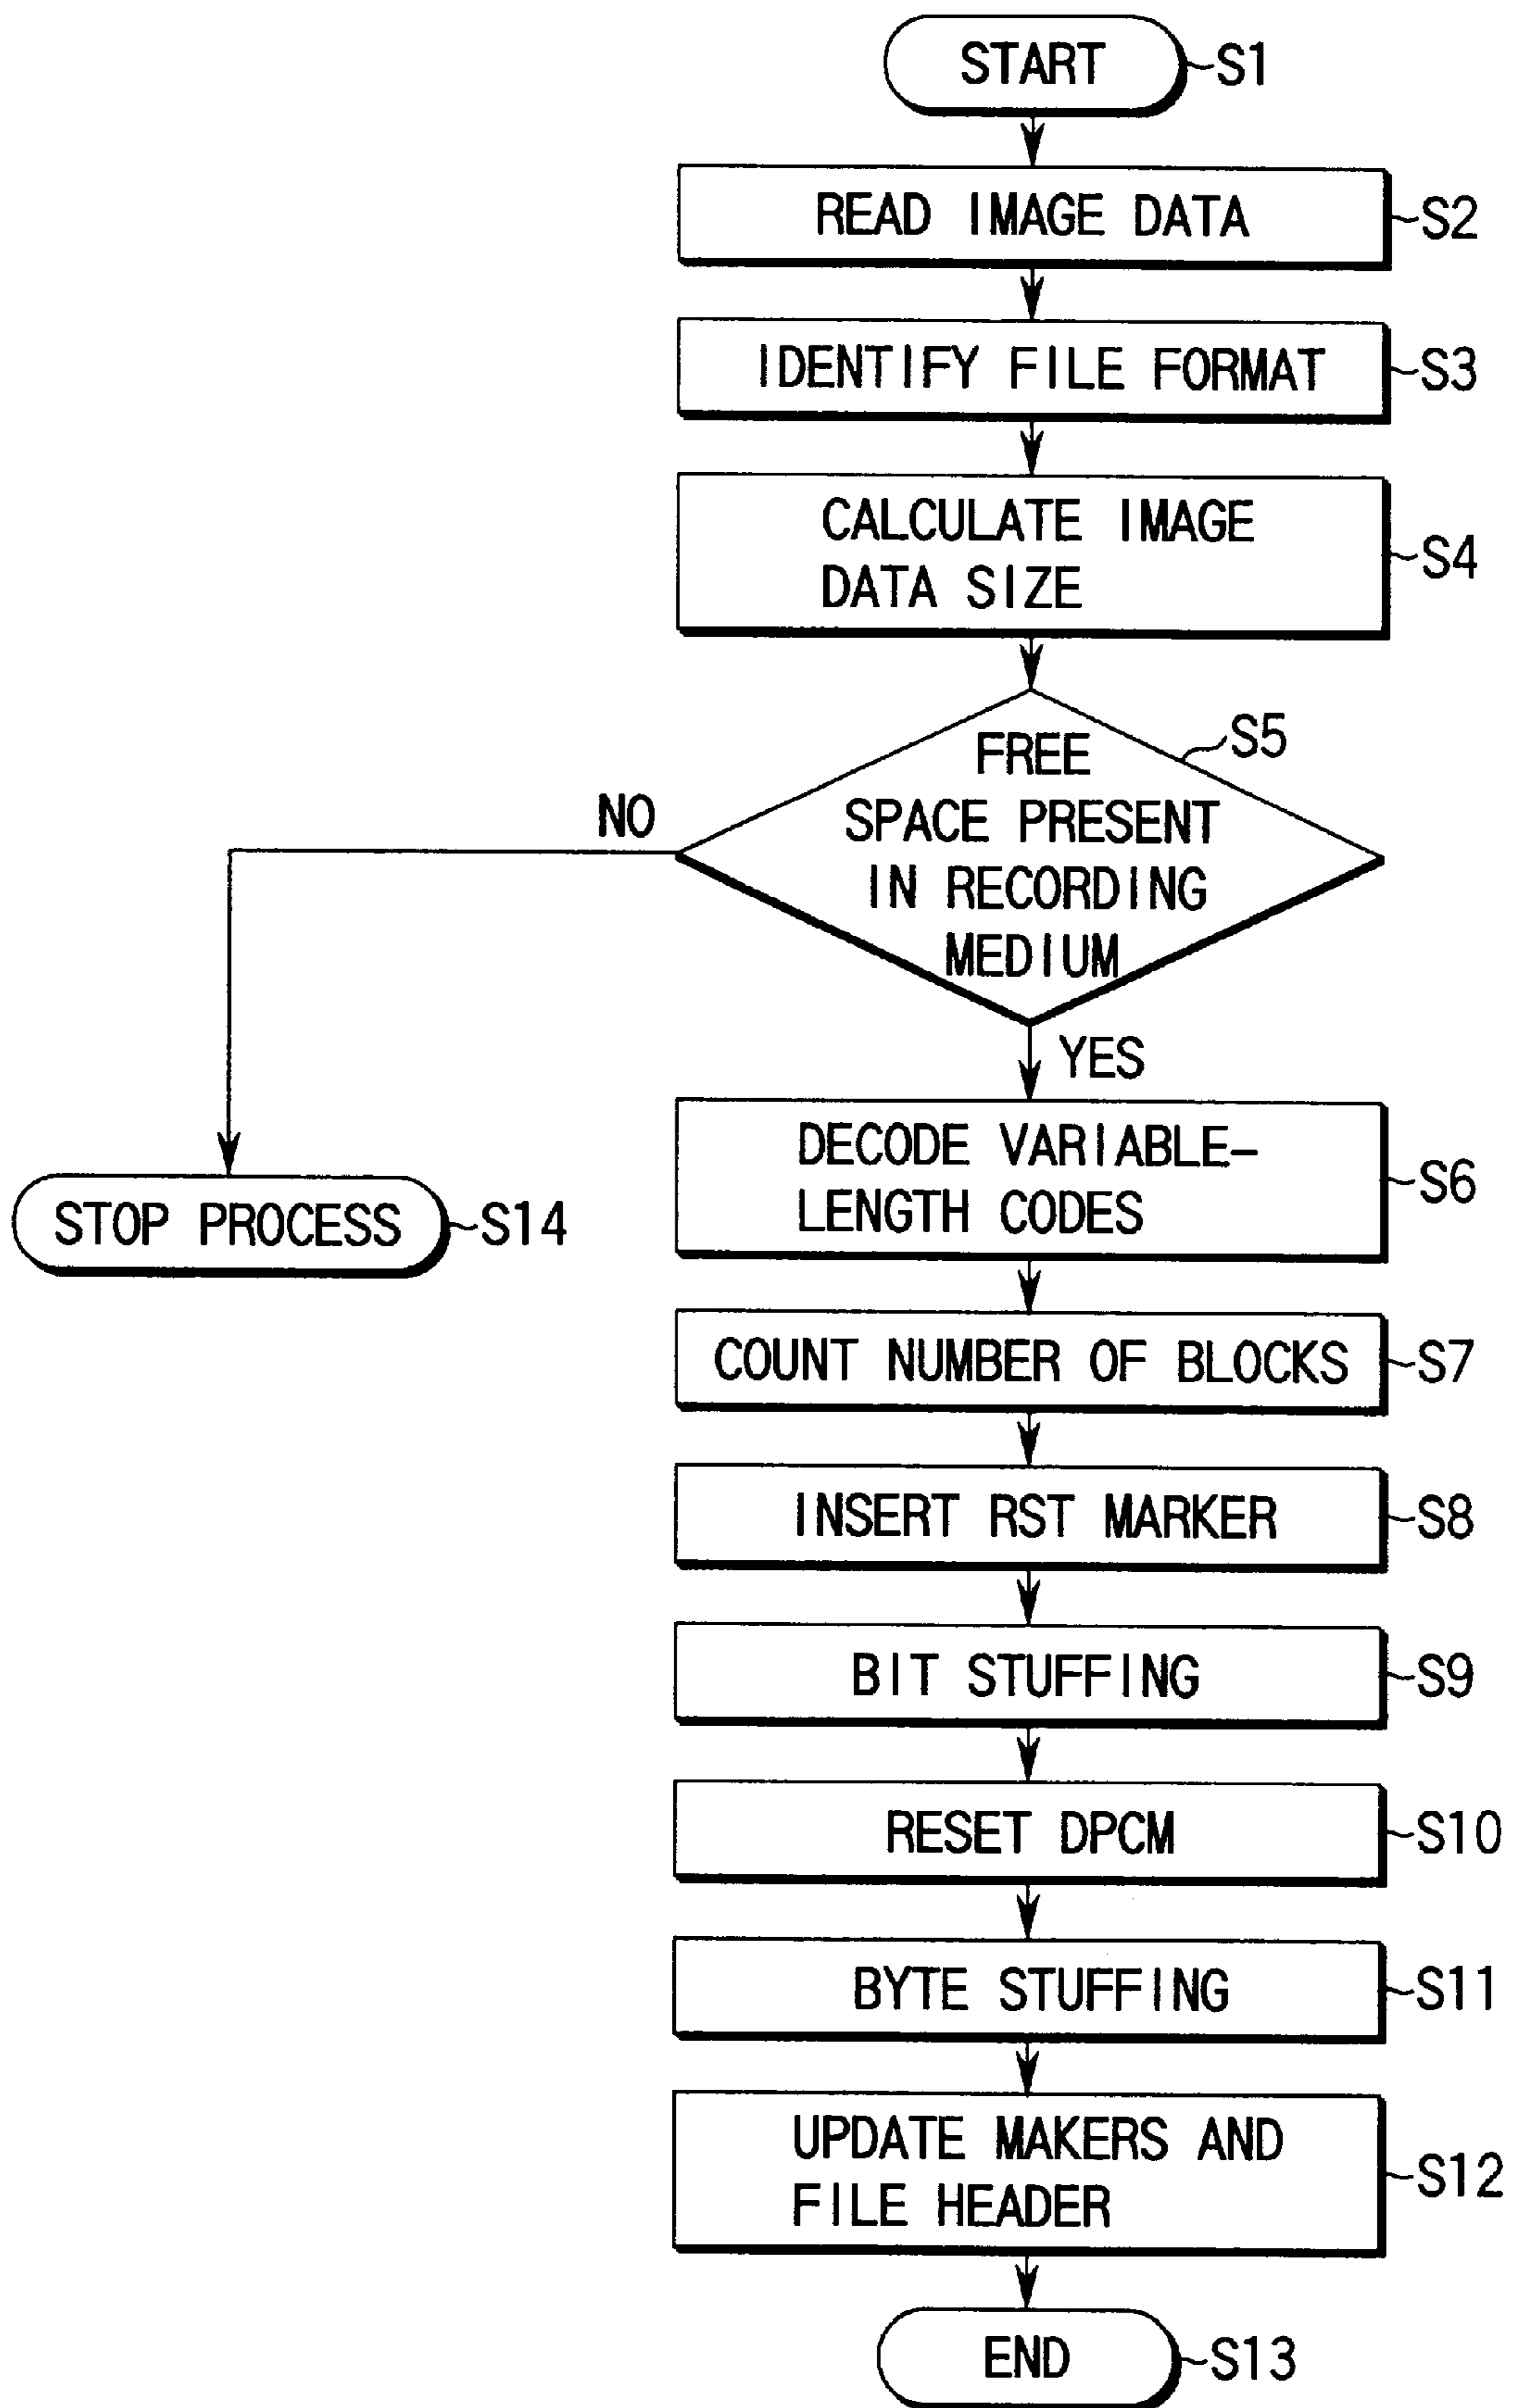 START
S1
READ IMAGE DATA
S2
IDENTIFY FILE FORMAT
S3
CALCULATE IMAGE
DATA SIZE
S4
FREE
SPACE PRESENT
IN RECORDING
MEDIUM
S5
NO
YES
DECODE VARIABLE-
LENGTH CODES
S6
STOP PROCESS
S14
COUNT NUMBER OF BLOCKS
S7
INSERT RST MARKER
S8
BIT STUFFING
S9
RESET DPCM
S10
BYTE STUFFING
S11
UPDATE MAKERS AND
FILE HEADER
S12
END
S13